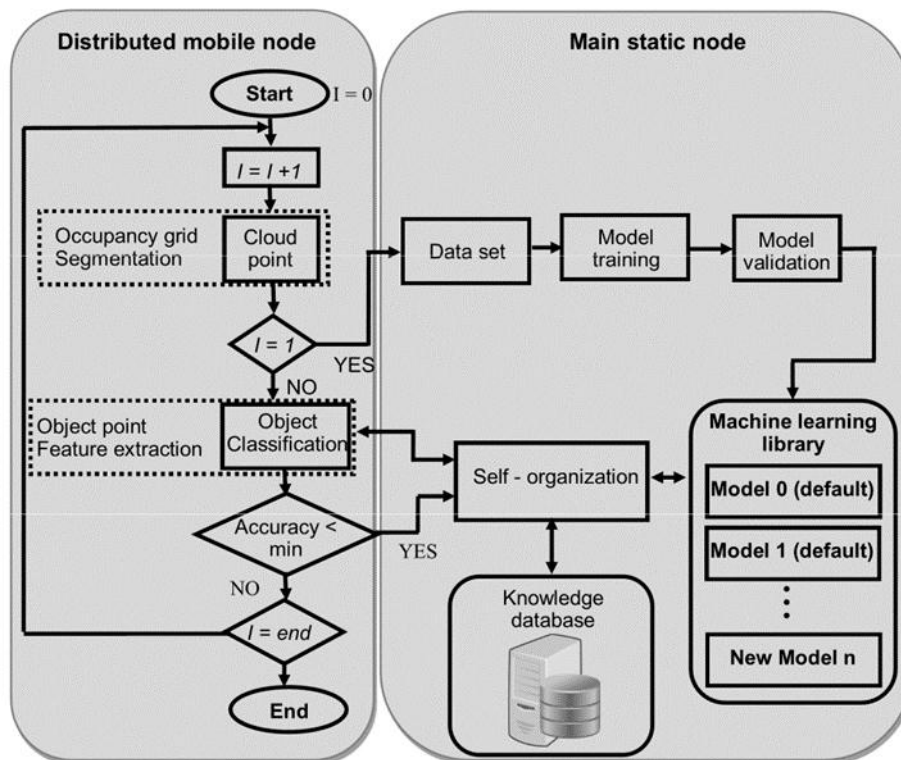 Distributed mobile node
Start
I = 0
I = I +1
Occupancy grid
Segmentation
Cloud
point
I = 1
YES
NO
Object point
Feature extraction
Object
Classification
Accuracy <
min
YES
NO
I = end
End
Main static node
Data set
Model
training
Model
validation
Self - organization
Knowledge
database
Machine learning
library
Model 0 (default)
Model 1 (default)
New Model n